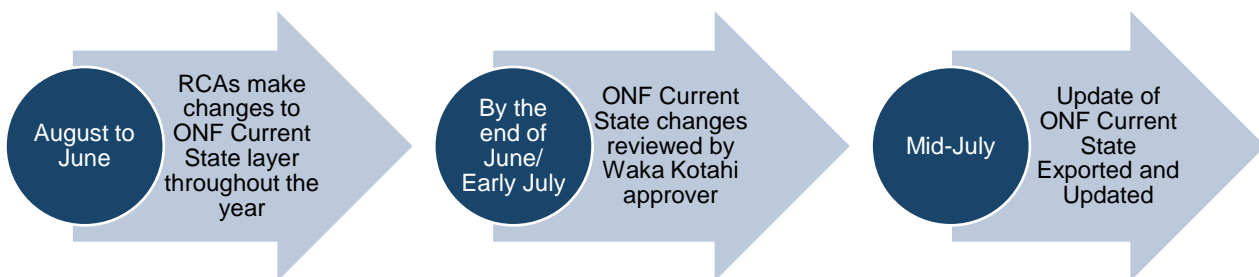 August to
June
RCAs make
changes to
ONF Current
State layer
throughout the
year
By the
end of
June/
Early July
ONF Current
State changes
reviewed by
Waka Kotahi
approver
Mid-July
Update of
ONF Current
State
Exported and
Updated